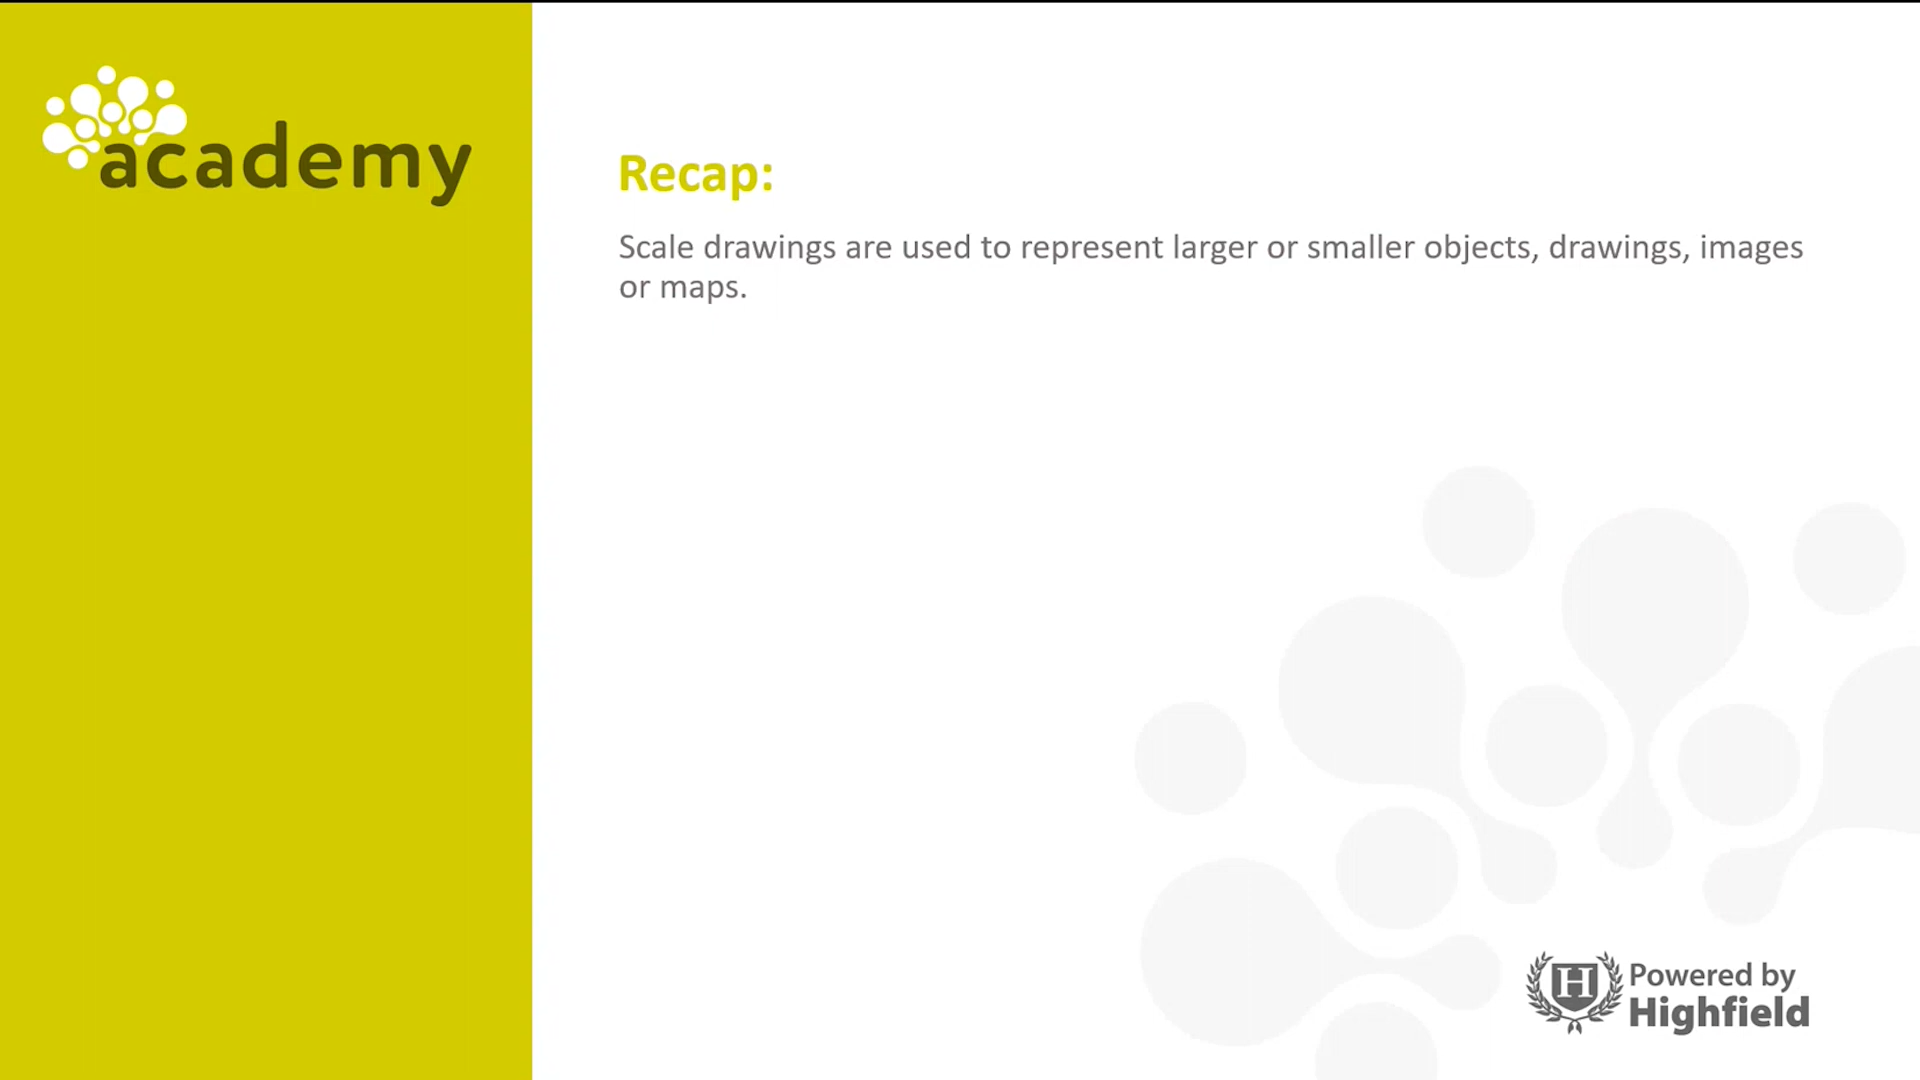 academy
Recap:
Scale drawings are used to represent larger or smaller objects, drawings, images
or maps.
H
Powered by
Highfield